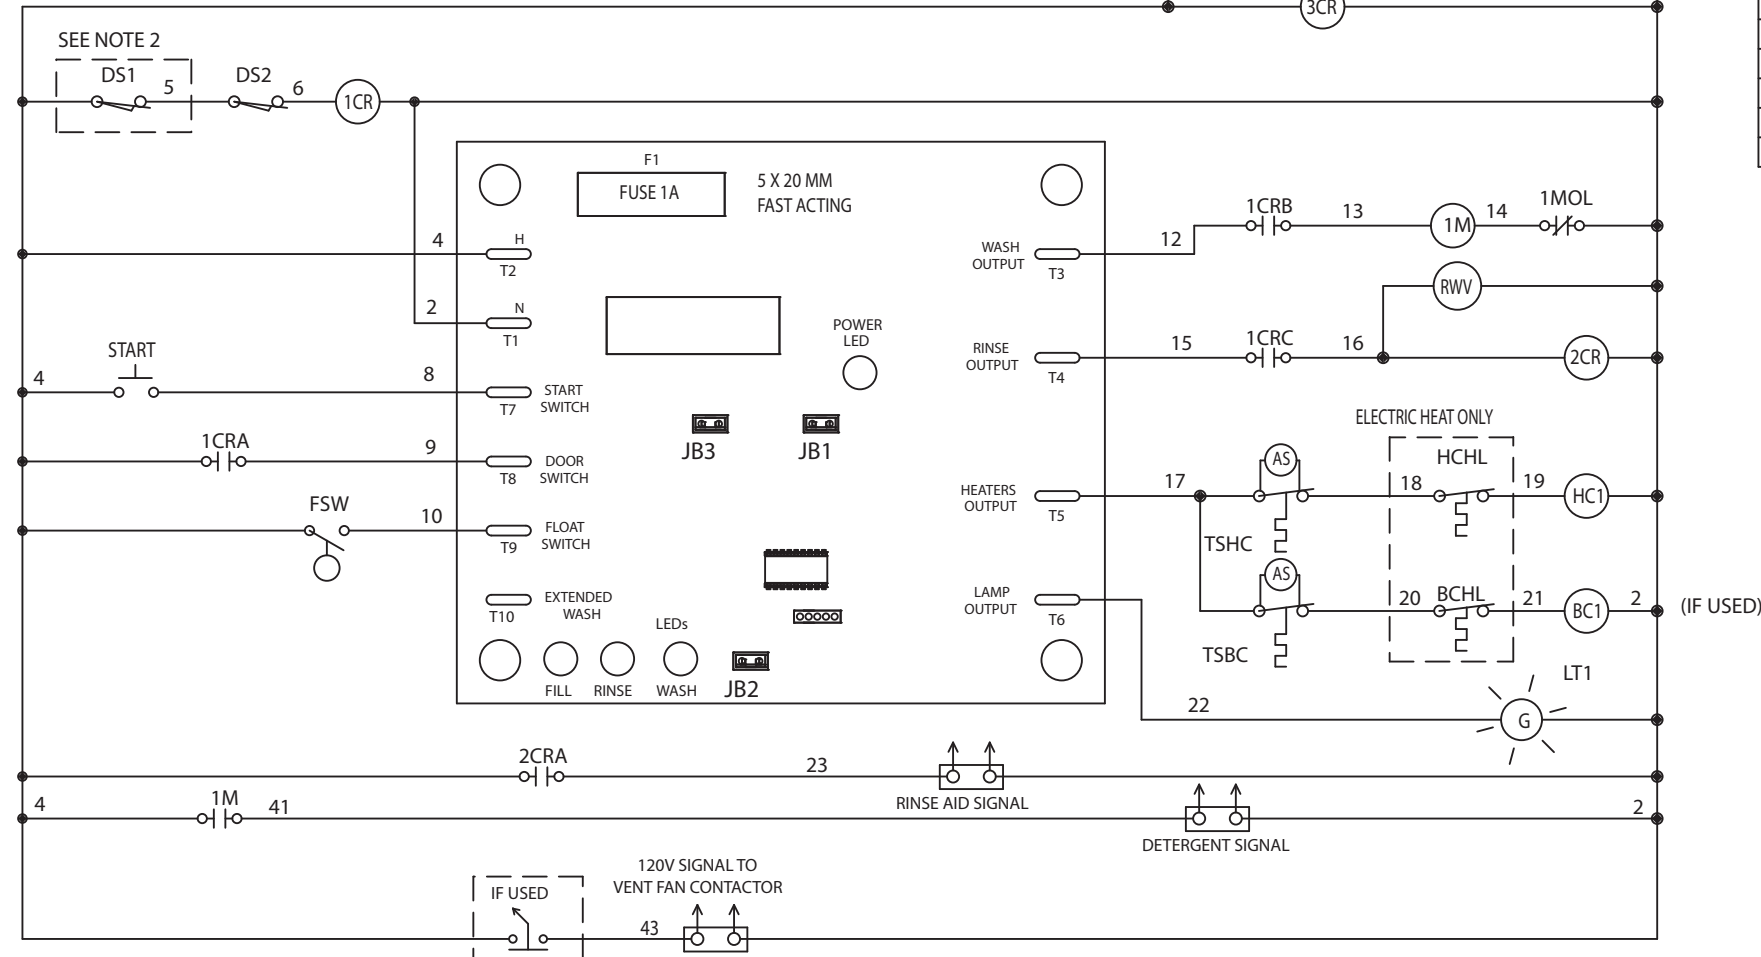 3CR
SEE NOTE 2
DS1
5
DS2
6
1CR
F1
FUSE 1A
5 X 20 MM
FAST ACTING
4
H
T2
2
N
T1
START
4
8
T7
START
SWITCH
1CRA
9
T8
DOOR
SWITCH
FSW
10
T9
FLOAT
SWITCH
T10
EXTENDED
WASH
LEDs
FILL
RINSE
WASH
JB2
POWER
LED
JB3
JB1
WASH
OUTPUT
T3
12
1CRB
13
1M
14
1MOL
RWV
RINSE
OUTPUT
T4
15
1CRC
16
2CR
ELECTRIC HEAT ONLY
HEATERS
OUTPUT
T5
17
AS
TSHC
18
HCHL
19
HC1
AS
TSBC
20
BCHL
21
BC1
2
(IF USED)
LAMP
OUTPUT
T6
22
LT1
G
2CRA
23
RINSE AID SIGNAL
4
1M
41
DETERGENT SIGNAL
2
120V SIGNAL TO
VENT FAN CONTACTOR
IF USED
43